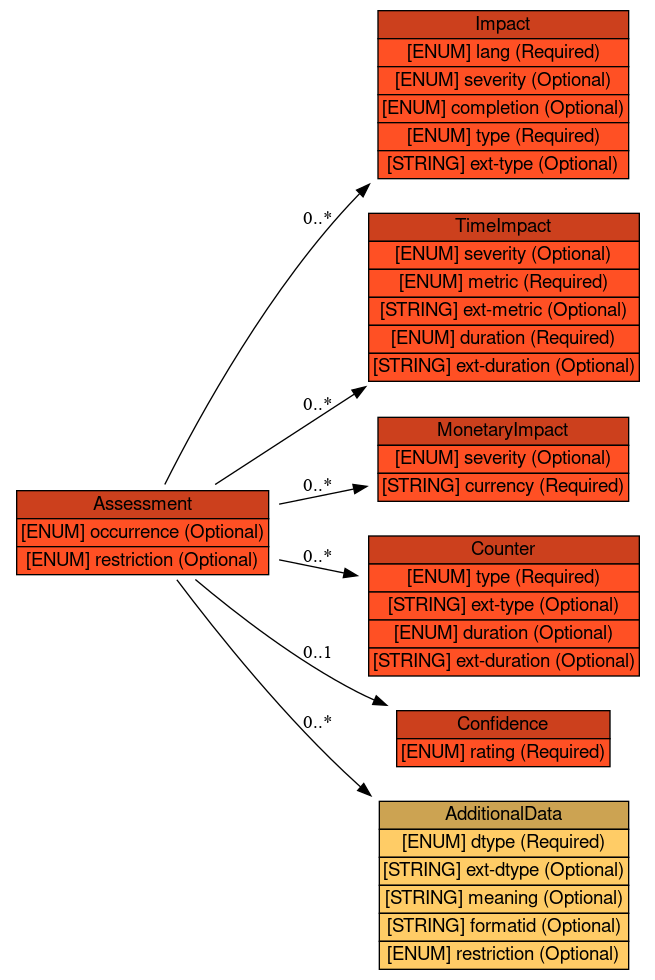 Impact
[ENUM] lang (Required)
[ENUM] severity (Optional)
[ENUM] completion (Optional)
[ENUM] type (Required)
[STRING] ext-type (Optional)
0..*
TimeImpact
[ENUM] severity (Optional)
[ENUM] metric (Required)
[STRING] ext-metric (Optional)
[ENUM] duration (Required)
[STRING] ext-duration (Optional)
0..*
MonetaryImpact
[ENUM] severity (Optional)
[STRING] currency (Required)
0..*
Assessment
[ENUM] occurrence (Optional)
[ENUM] restriction (Optional)
0..*
Counter
[ENUM] type (Required)
[STRING] ext-type (Optional)
[ENUM] duration (Optional)
[STRING] ext-duration (Optional)
0..1
Confidence
[ENUM] rating (Required)
0..*
AdditionalData
[ENUM] dtype (Required)
[STRING] ext-dtype (Optional)
[STRING] meaning (Optional)
[STRING] formatid (Optional)
[ENUM] restriction (Optional)